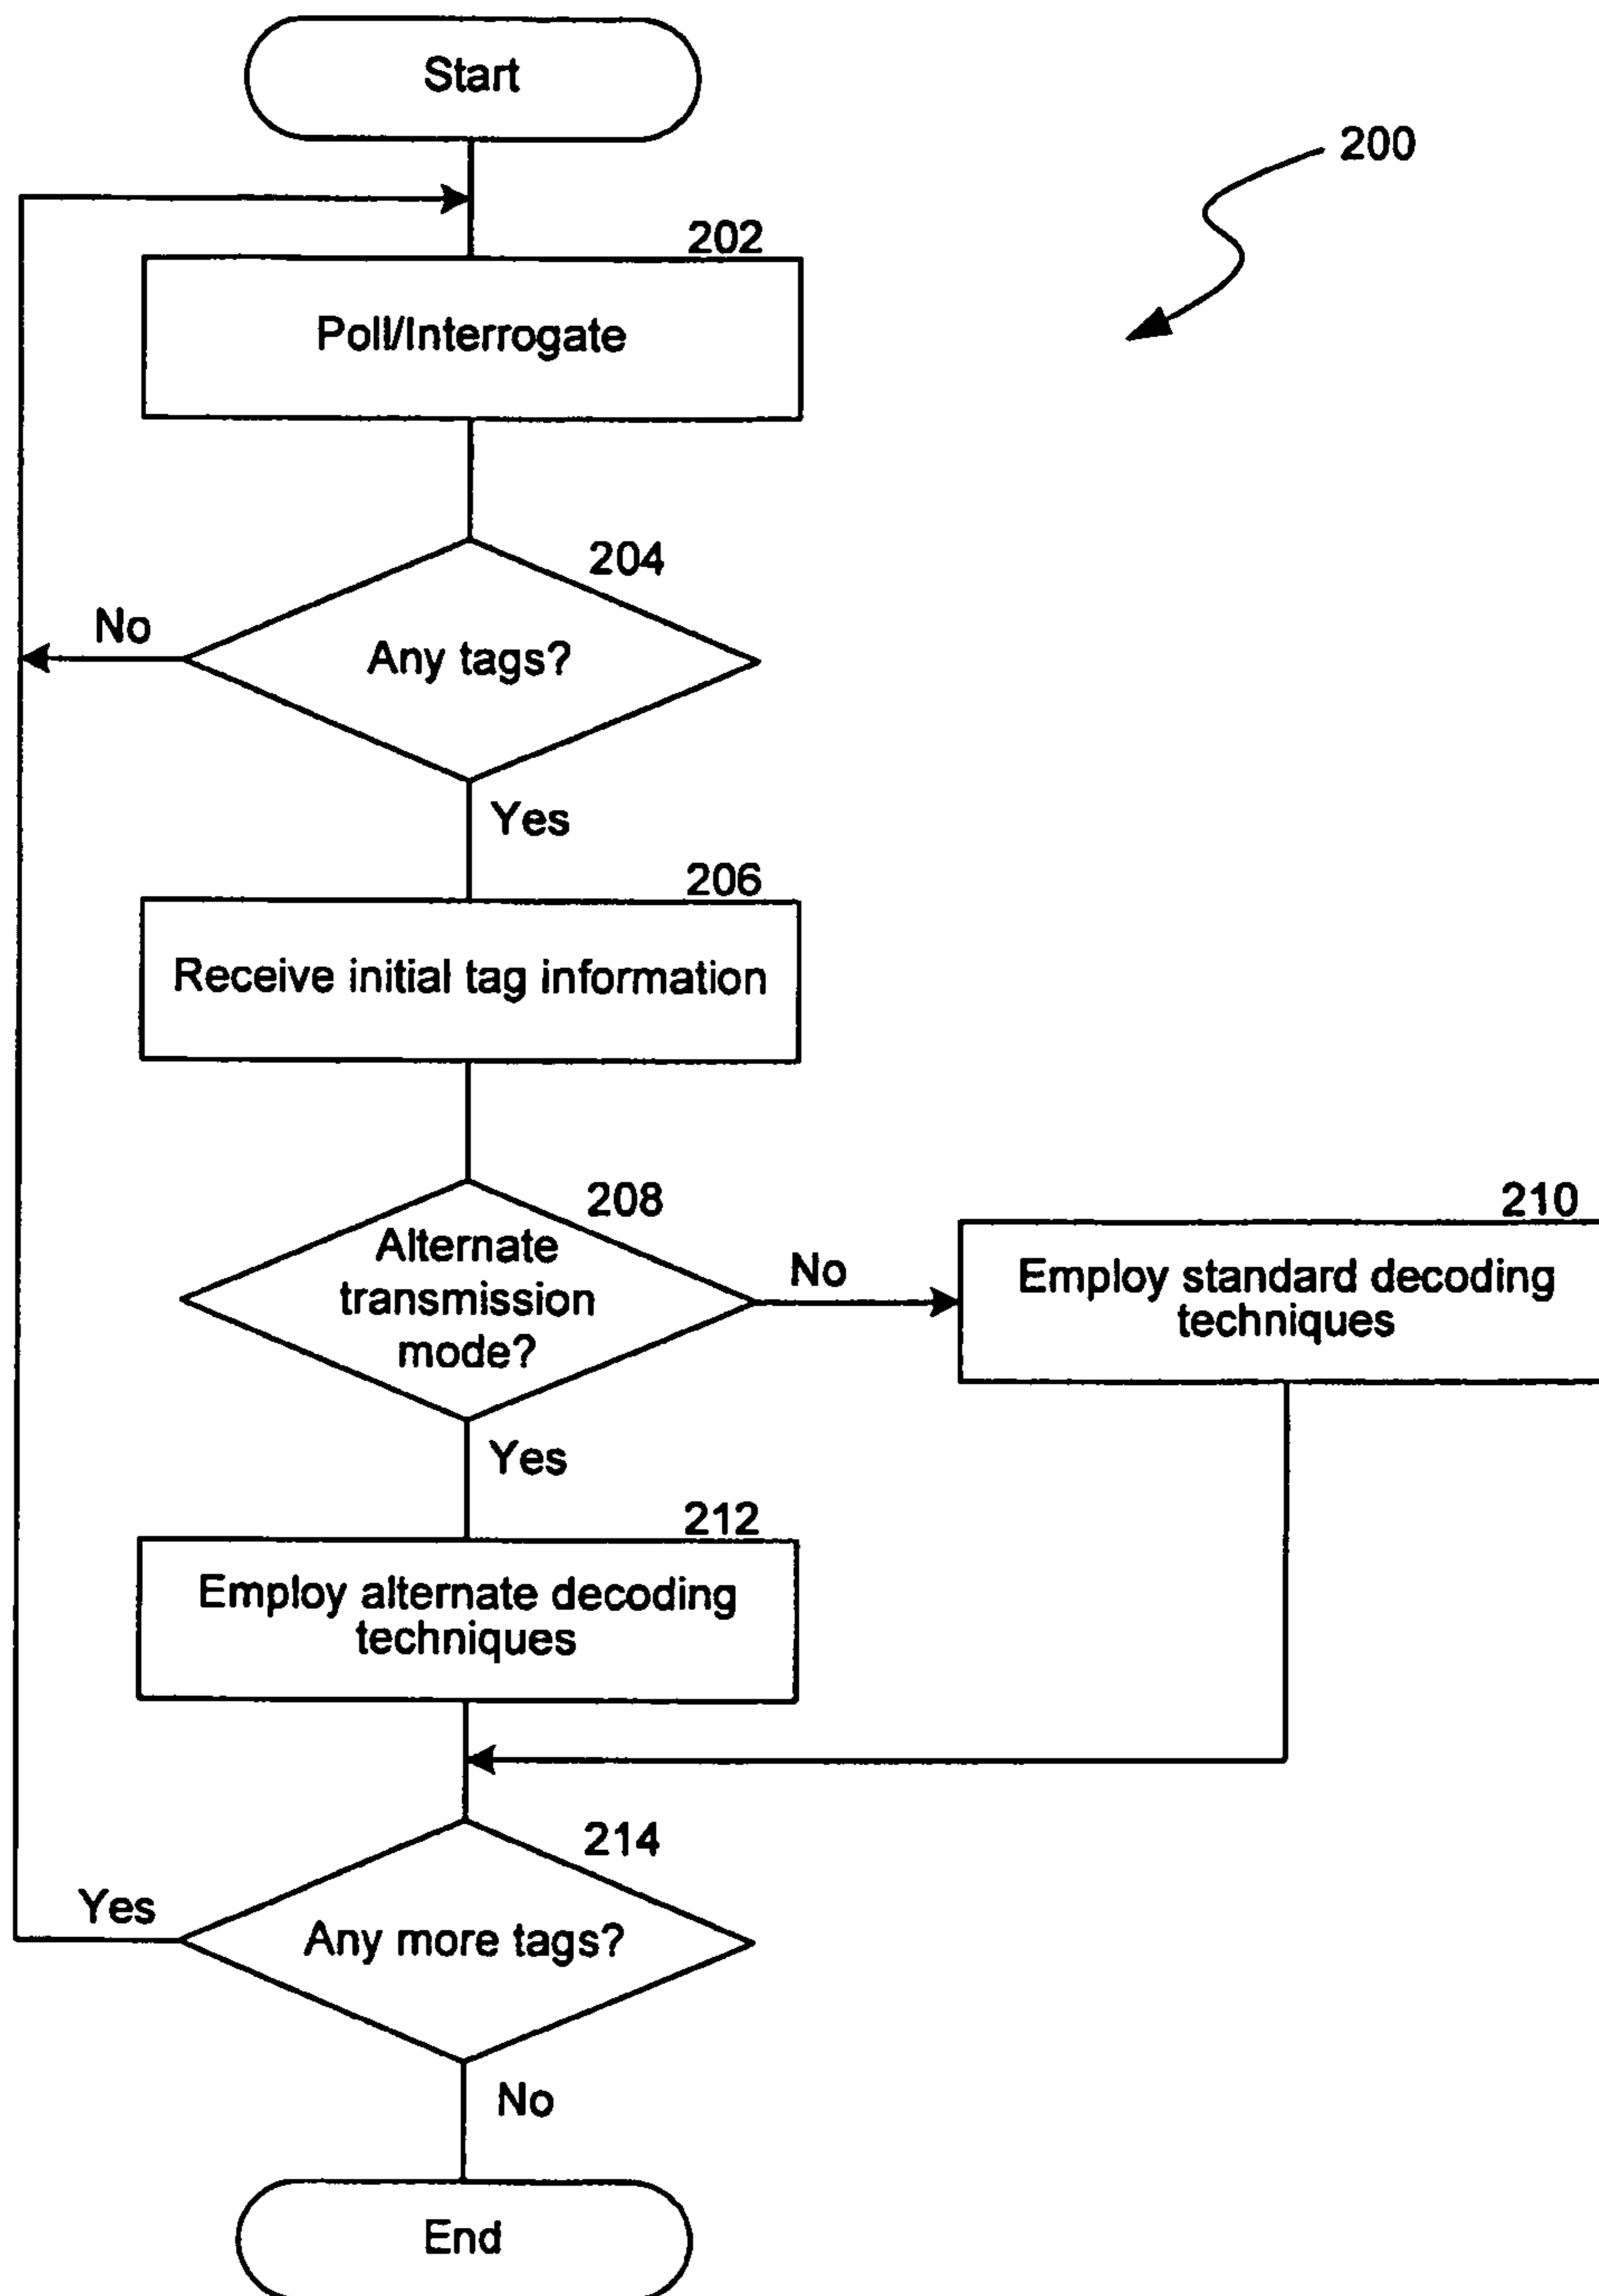 Start
200
202
Poll/Interrogate
204
Any tags?
No
Yes
206
Receive initial tag information
208
Alternate
transmission
mode?
No
210
Employ standard decoding
techniques
Yes
212
Employ alternate decoding
techniques
214
Yes
Any more tags?
No
End